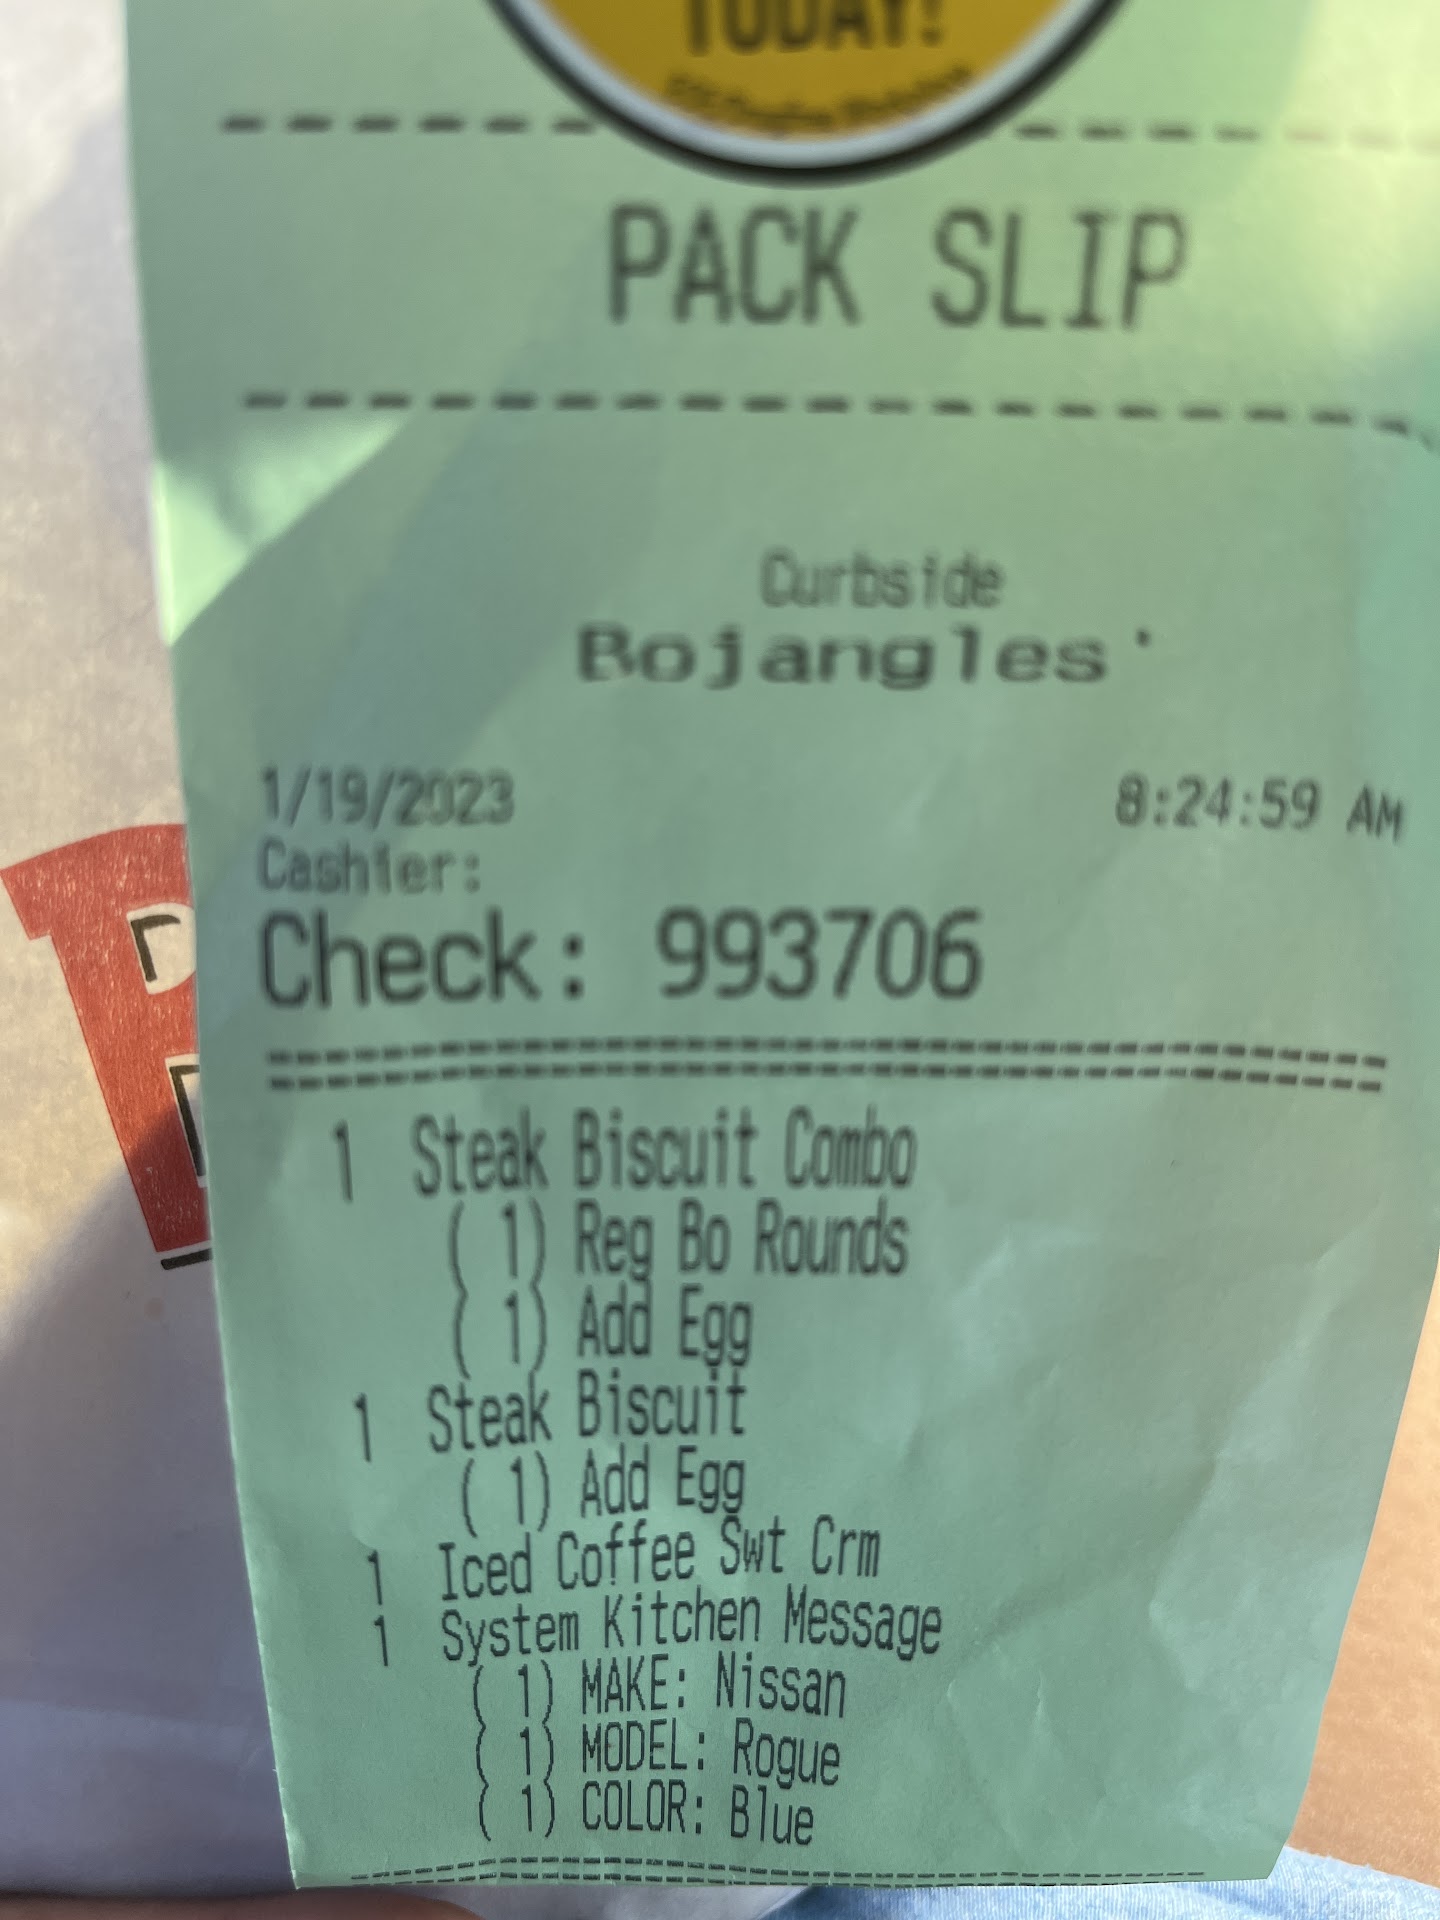 TODAY!
PACK SLIP
Curbside
Bojangles'
1/19/2023 8:24:59 AM
Cashier:
Check: 993706
1 Steak Biscuit Combo
( 1) Reg Bo Rounds
( 1) Add Egg
1 Steak Biscuit
( 1) Add Egg
1 Iced Coffee Swt Crm
1 System Kitchen Message
( 1) MAKE: Nissan
( 1) MODEL: Rogue
( 1) COLOR: Blue